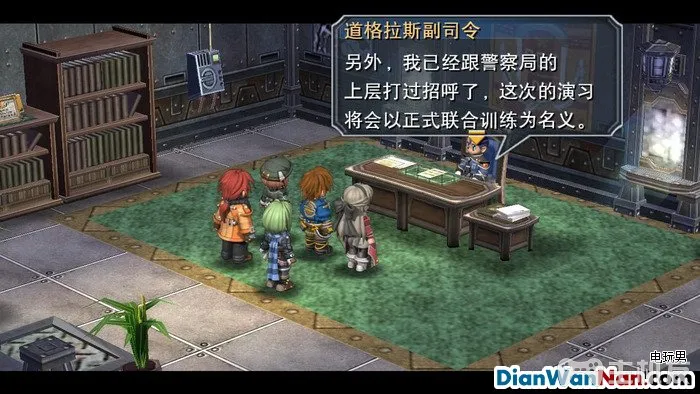 道格拉斯副司令
另外，我已经跟警察局的
上层打过招呼了，这次的演习
将会以正式联合训练为名义。
电玩男
DianWanNan.com